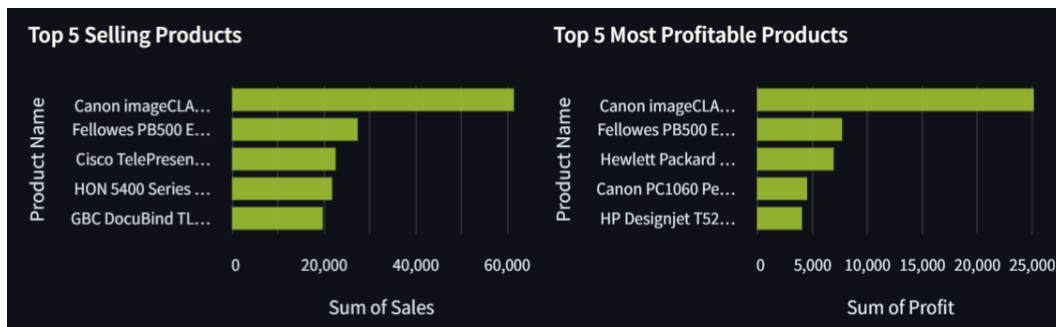 Top 5 Selling Products
Product Name
Canon imageCLA...
Fellowes PB500 E...
Cisco TelePresen...
HON 5400 Series ...
GBC DocuBind TL...
0 20,000 40,000 60,000
Sum of Sales
Top 5 Most Profitable Products
Product Name
Canon imageCLA...
Fellowes PB500 E...
Hewlett Packard ...
Canon PC1060 Pe...
HP Designjet T52...
0 5,000 10,000 15,000 20,000 25,000
Sum of Profit